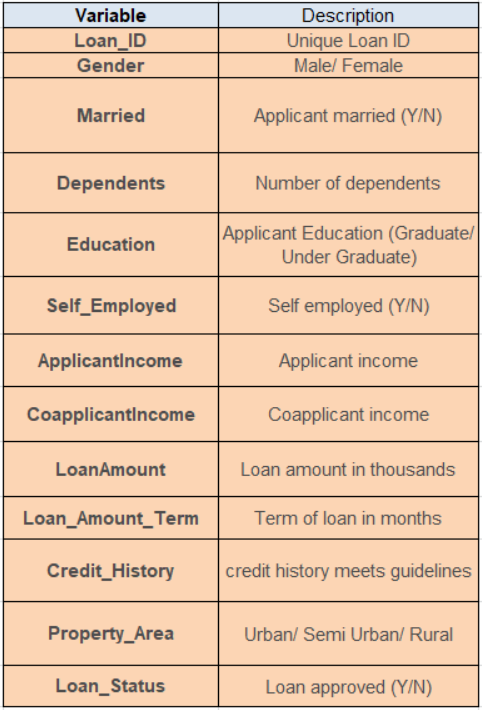 Variable Description
Loan_ID Unique Loan ID
Gender Male/ Female
Married Applicant married (Y/N)
Dependents Number of dependents
Education Applicant Education (Graduate/
Under Graduate)
Self_Employed Self employed (Y/N)
ApplicantIncome Applicant income
CoapplicantIncome Coapplicant income
LoanAmount Loan amount in thousands
Loan_Amount_Term Term of loan in months
Credit_History credit history meets guidelines
Property_Area Urban/ Semi Urban/ Rural
Loan_Status Loan approved (Y/N)